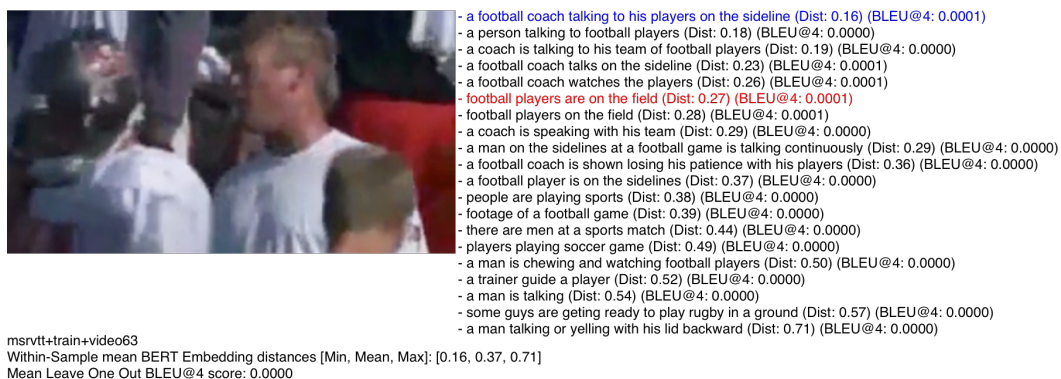 - a football coach talking to his players on the sideline (Dist: 0.16) (BLEU@4: 0.0001)
- a person talking to football players (Dist: 0.18) (BLEU@4: 0.0000)
- a coach is talking to his team of football players (Dist: 0.19) (BLEU@4: 0.0000)
- a football coach talks on the sideline (Dist: 0.23) (BLEU@4: 0.0001)
- a football coach watches the players (Dist: 0.26) (BLEU@4: 0.0001)
- football players are on the field (Dist: 0.27) (BLEU@4: 0.0001)
- football players on the field (Dist: 0.28) (BLEU@4: 0.0001)
- a coach is speaking with his team (Dist: 0.29) (BLEU@4: 0.0000)
- a man on the sidelines at a football game is talking continuously (Dist: 0.29) (BLEU@4: 0.0000)
- a football coach is shown losing his patience with his players (Dist: 0.36) (BLEU@4: 0.0000)
- a football player is on the sidelines (Dist: 0.37) (BLEU@4: 0.0000)
- people are playing sports (Dist: 0.38) (BLEU@4: 0.0000)
- footage of a football game (Dist: 0.39) (BLEU@4: 0.0000)
- there are men at a sports match (Dist: 0.44) (BLEU@4: 0.0000)
- players playing soccer game (Dist: 0.49) (BLEU@4: 0.0000)
- a man is chewing and watching football players (Dist: 0.50) (BLEU@4: 0.0000)
- a trainer guide a player (Dist: 0.52) (BLEU@4: 0.0000)
- a man is talking (Dist: 0.54) (BLEU@4: 0.0000)
- some guys are geting ready to play rugby in a ground (Dist: 0.57) (BLEU@4: 0.0000)
- a man talking or yelling with his lid backward (Dist: 0.71) (BLEU@4: 0.0000)
msrvtt+train+video63
Within-Sample mean BERT Embedding distances [Min, Mean, Max]: [0.16, 0.37, 0.71]
Mean Leave One Out BLEU@4 score: 0.0000